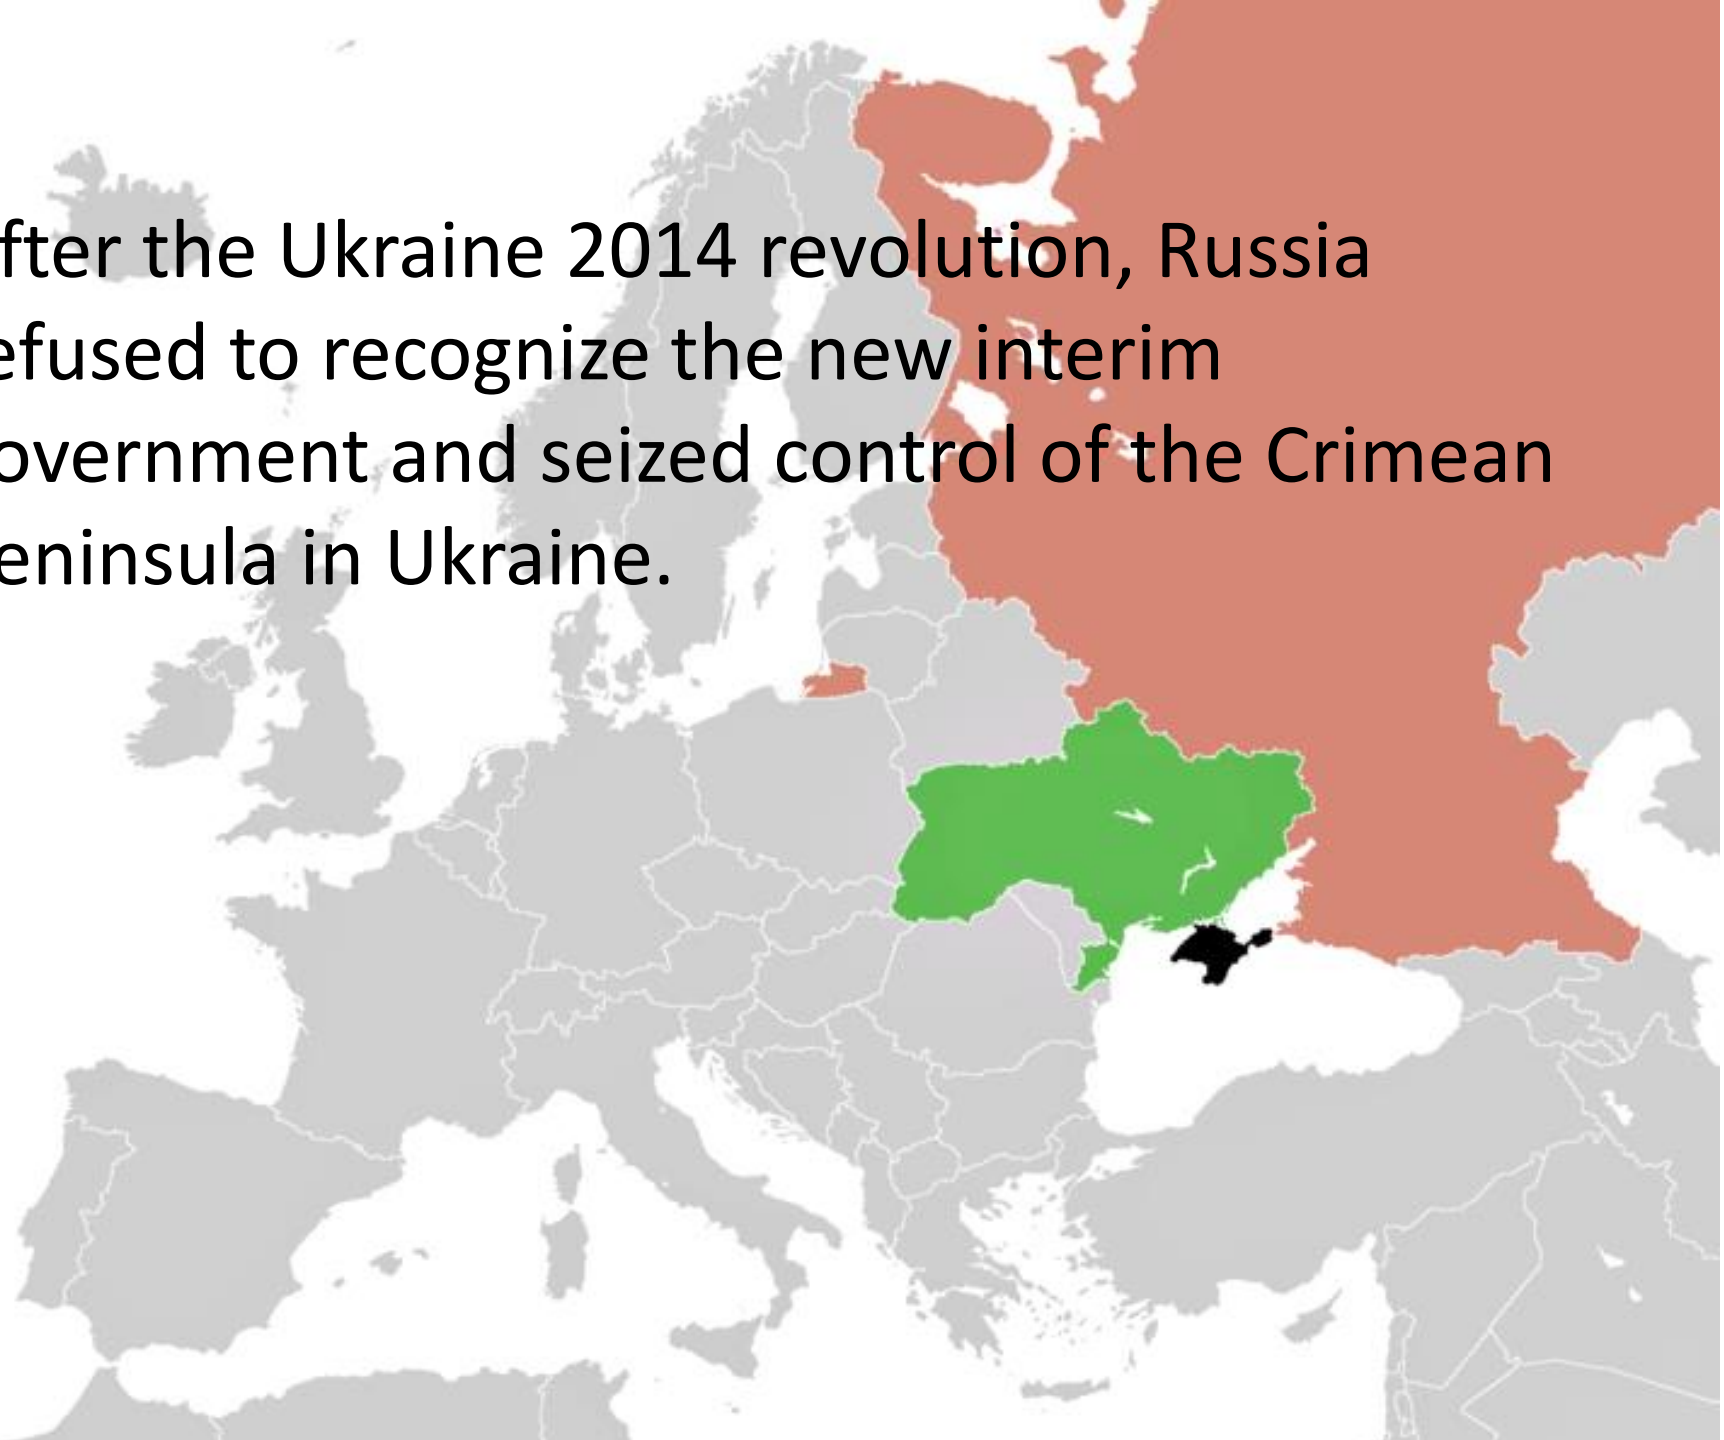 fter the Ukraine 2014 revolution, Russia
efused to recognize the new interim
overnment and seized control of the Crimean
eninsula in Ukraine.